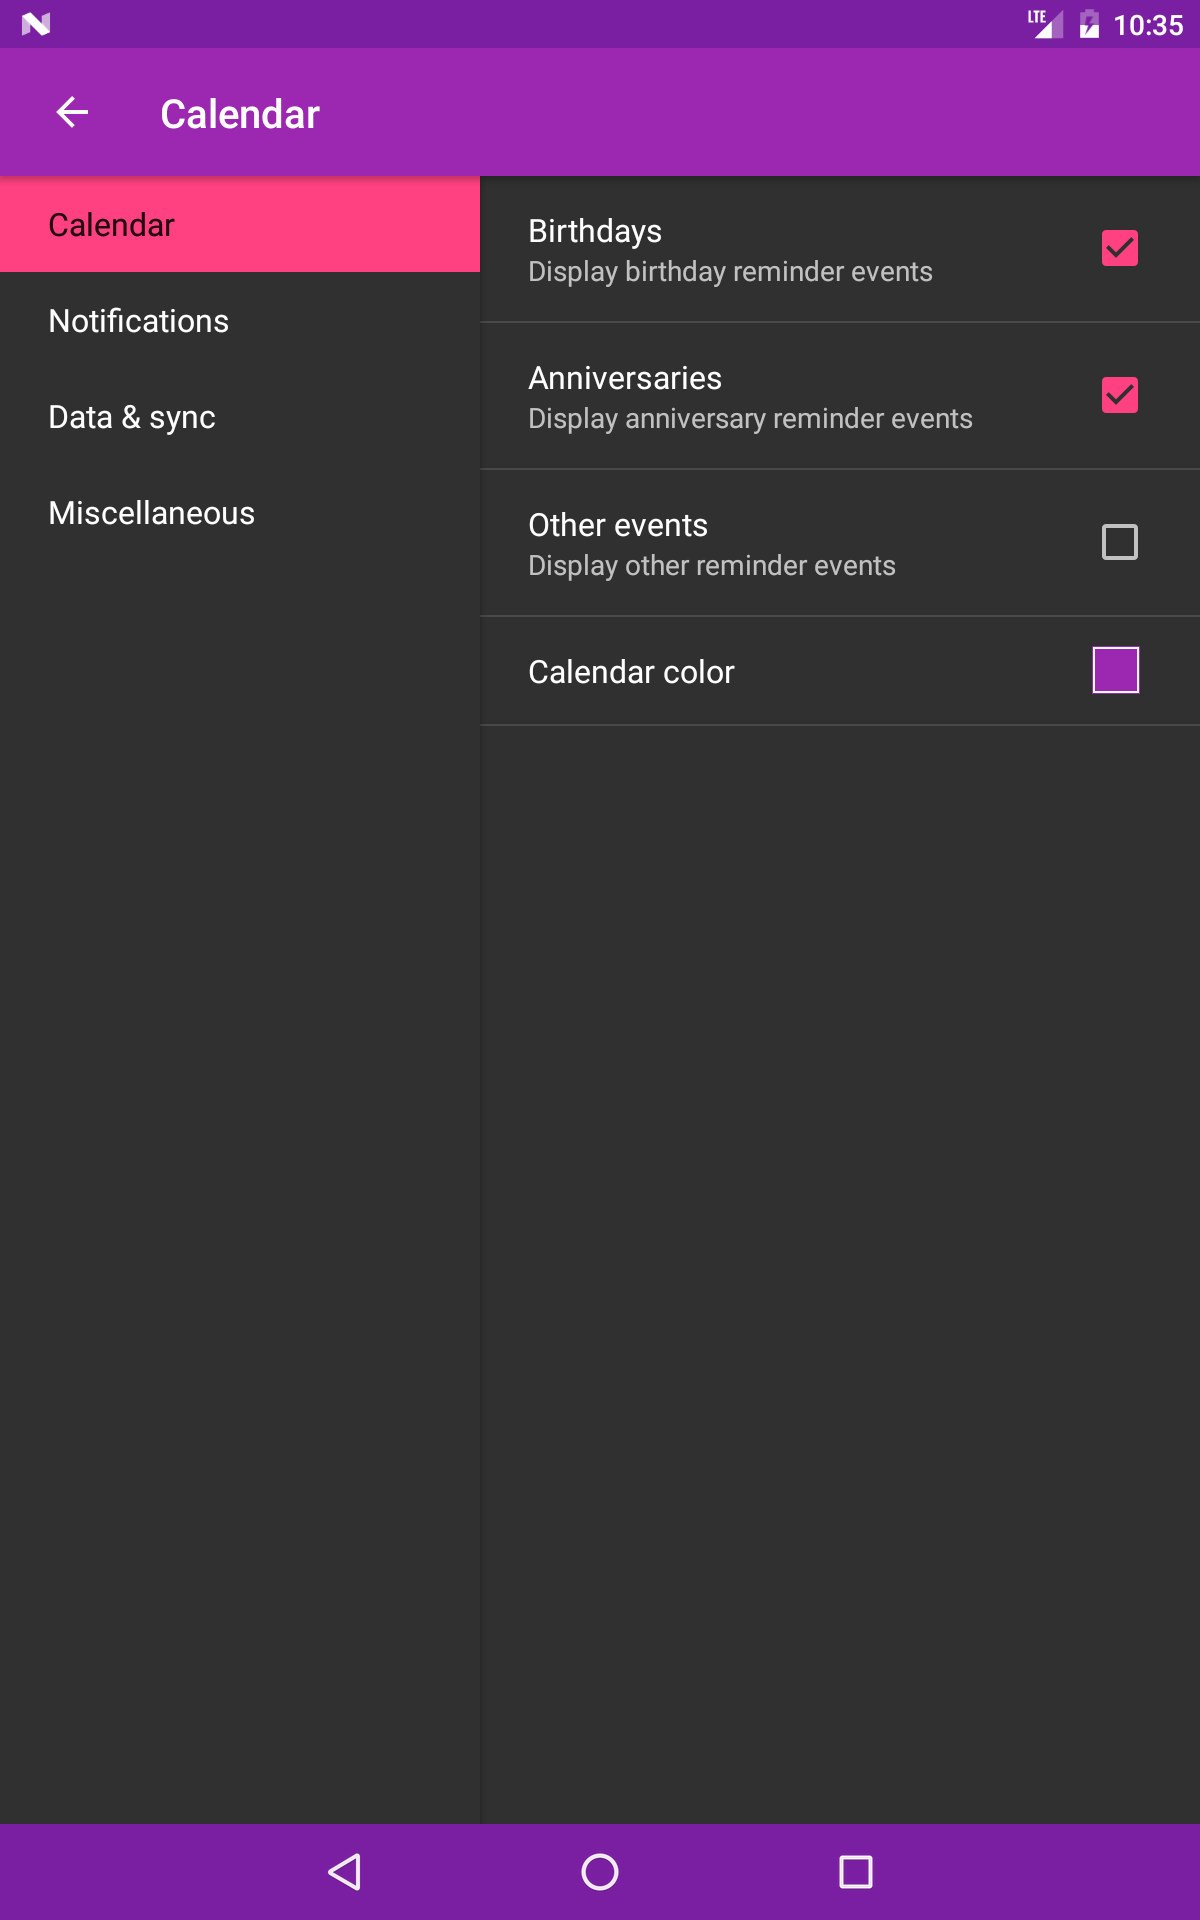 LTE 10:35
Calendar
Calendar
Notifications
Data & sync
Miscellaneous
Birthdays
Display birthday reminder events
Anniversaries
Display anniversary reminder events
Other events
Display other reminder events
Calendar color